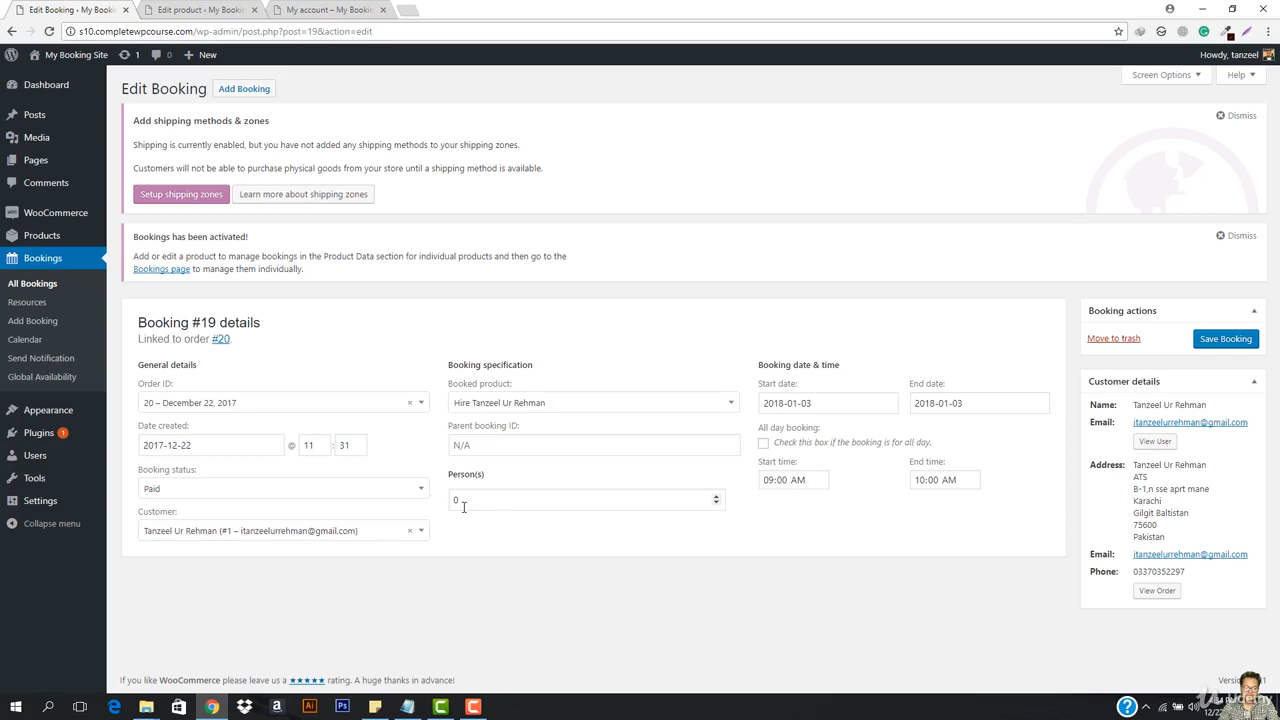 Edit Booking ‹ My Bookin
Edit product ‹ My Bookin
My account – My Bookin
s10.completewpcourse.com/wp-admin/post.php?post=19&action=edit
My Booking Site
1
New
Howdy, tanzeel
Dashboard
Posts
Media
Pages
Comments
WooCommerce
Products
Bookings
All Bookings
Resources
Add Booking
Calendar
Send Notification
Global Availability
Appearance
Plugins 1
Users
Tools
Settings
Collapse menu
Screen Options
Help
Edit Booking
Add Booking
Add shipping methods & zones
Dismiss
Shipping is currently enabled, but you have not added any shipping methods to your shipping zones.
Customers will not be able to purchase physical goods from your store until a shipping method is available.
Setup shipping zones
Learn more about shipping zones
Bookings has been activated!
Dismiss
Add or edit a product to manage bookings in the Product Data section for individual products and then go to the
Bookings page to manage them individually.
Booking #19 details
Linked to order #20.
General details
Order ID:
20 – December 22, 2017 ×
Date created:
2017-12-22 @ 11 : 31
Booking status:
Paid
Customer:
Tanzeel Ur Rehman (#1 – itanzeelurrehman@gmail.com) ×
Booking specification
Booked product:
Hire Tanzeel Ur Rehman
Parent booking ID:
N/A
Person(s)
0
Booking date & time
Start date:
End date:
2018-01-03
2018-01-03
All day booking:
Check this box if the booking is for all day.
Start time:
End time:
09:00 AM
10:00 AM
Booking actions
Move to trash
Save Booking
Customer details
Name: Tanzeel Ur Rehman
Email: itanzeelurrehman@gmail.com
View User
Address: Tanzeel Ur Rehman
ATS
B-1,n sse aprt mane
Karachi
Gilgit Baltistan
75600
Pakistan
Email: itanzeelurrehman@gmail.com
Phone: 03370352297
View Order
If you like WooCommerce please leave us a ★★★★★ rating. A huge thanks in advance!